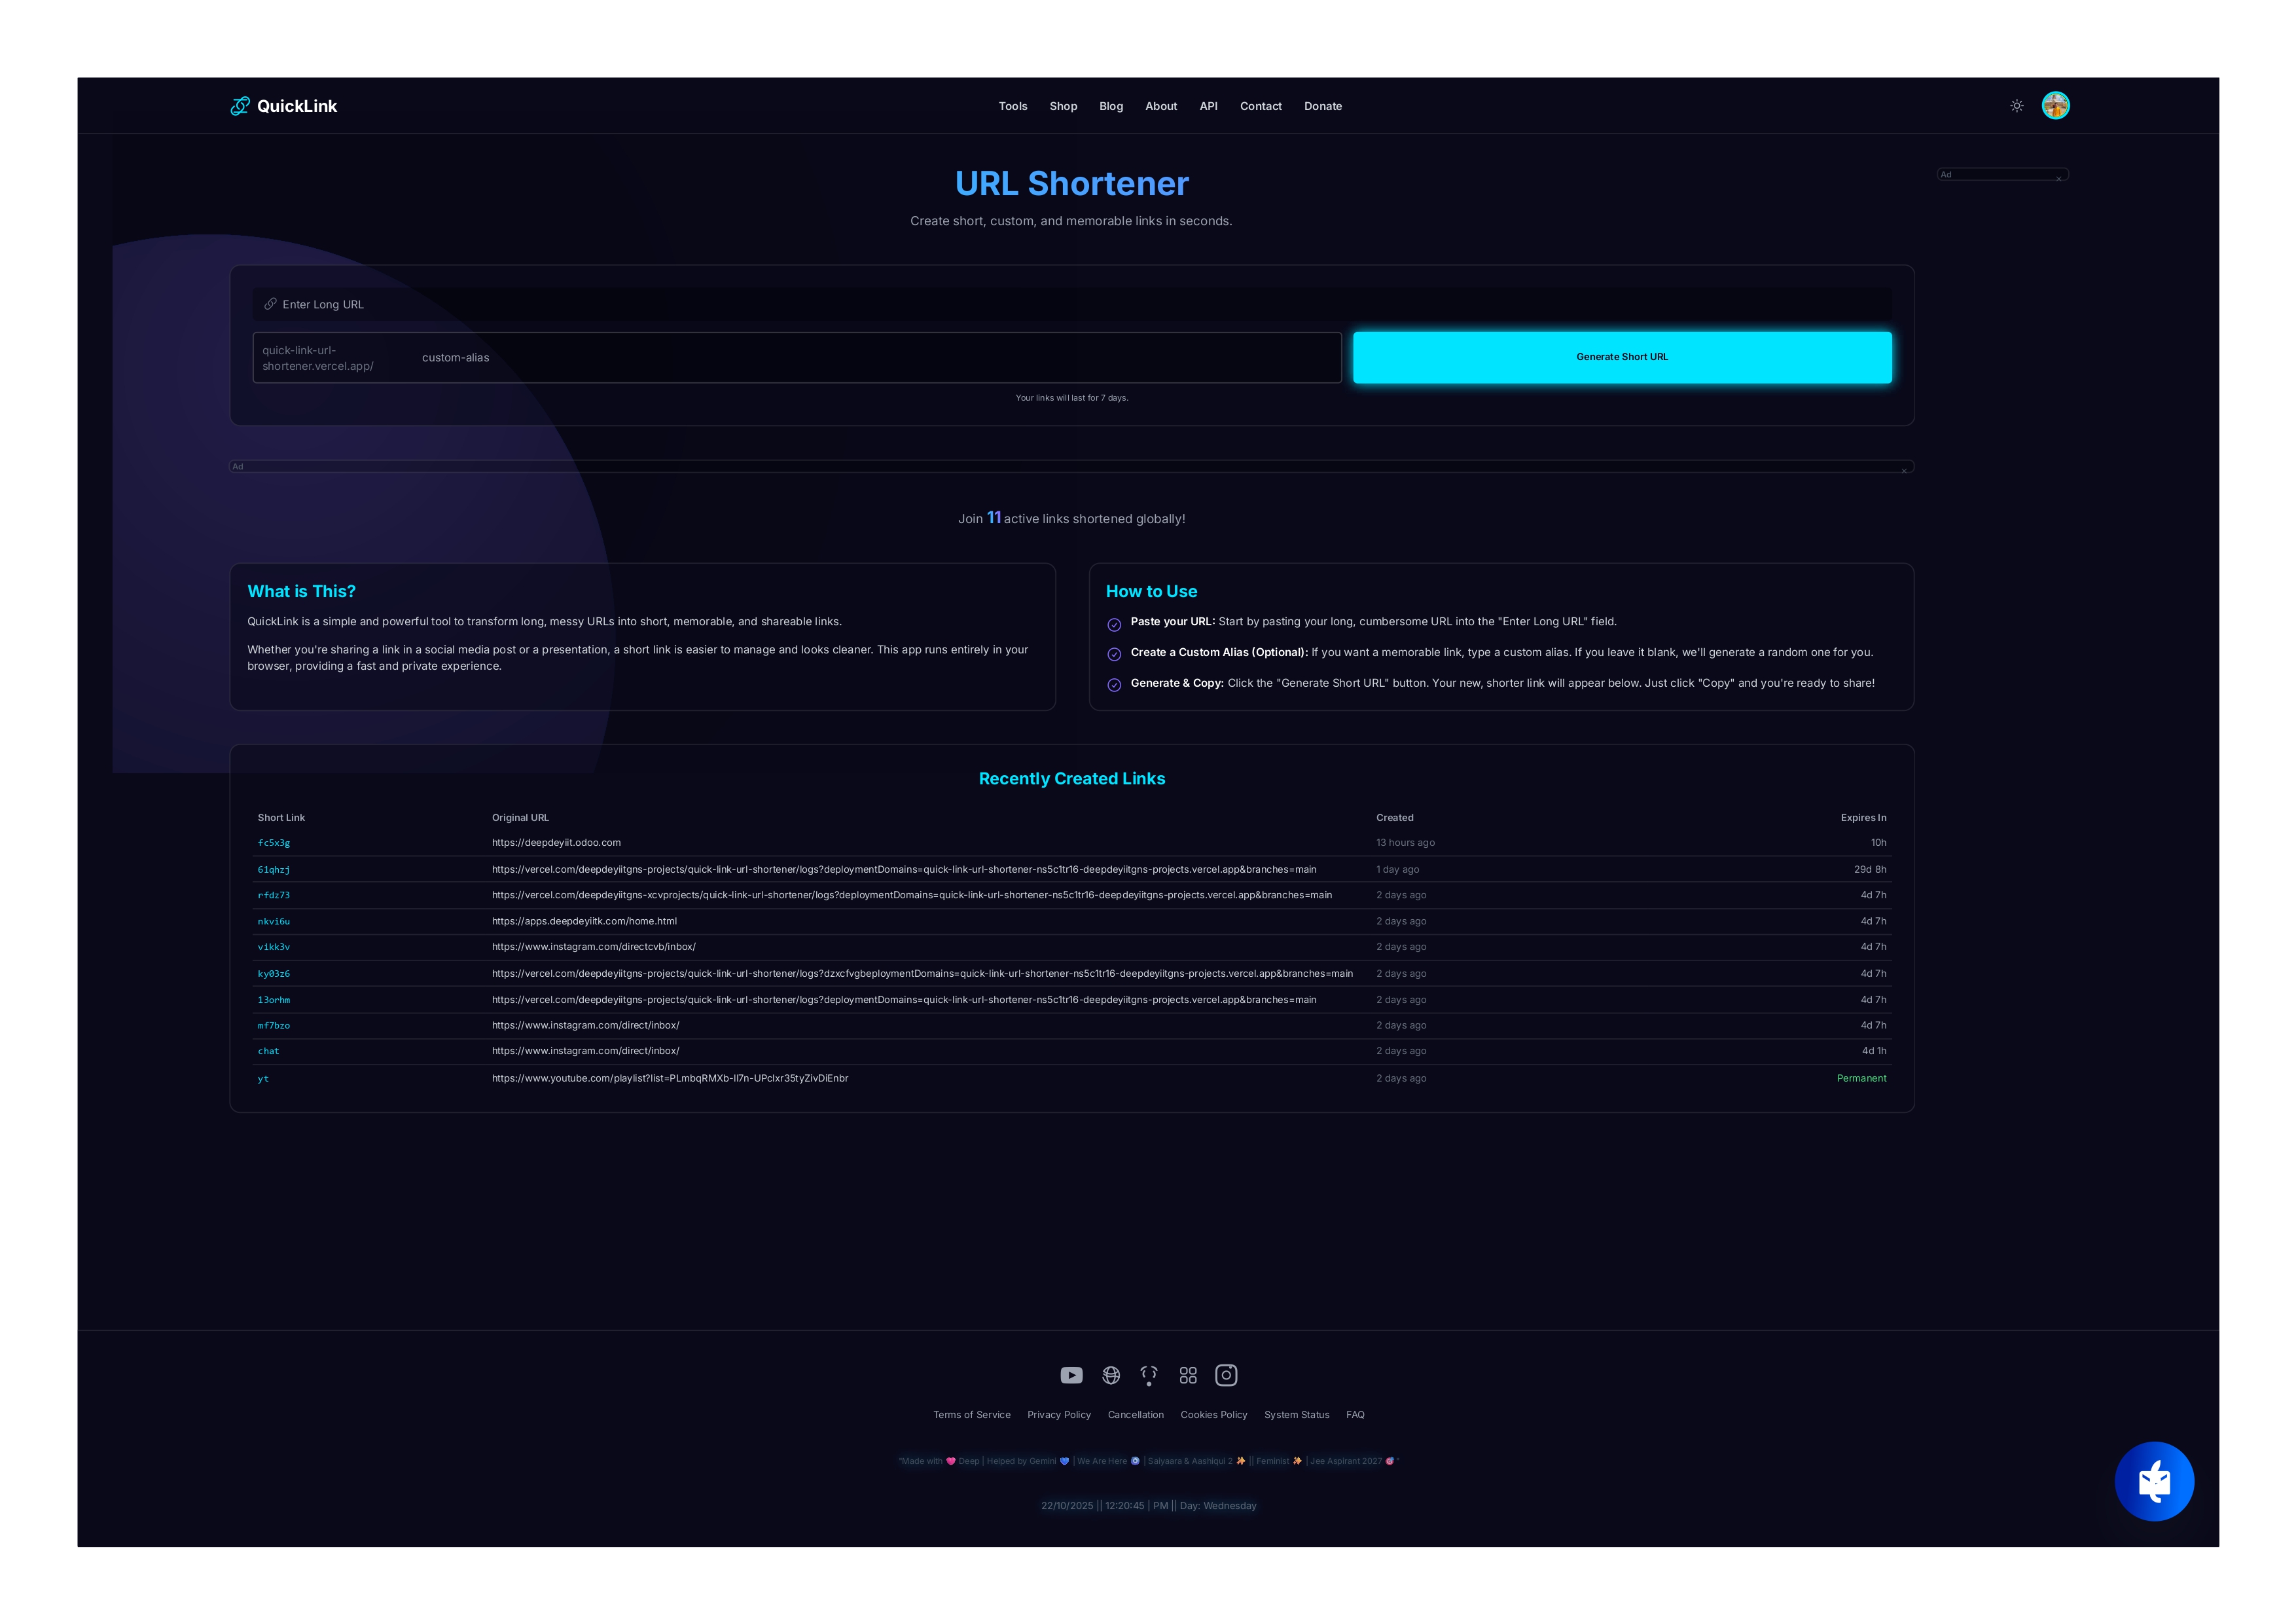 QuickLink
Tools Shop Blog About API Contact Donate
URL Shortener
Ad ×
Create short, custom, and memorable links in seconds.
Enter Long URL
quick-link-url-
shortener.vercel.app/
custom-alias
Generate Short URL
Your links will last for 7 days.
Ad ×
Join 11 active links shortened globally!
What is This?
QuickLink is a simple and powerful tool to transform long, messy URLs into short, memorable, and shareable links.
Whether you're sharing a link in a social media post or a presentation, a short link is easier to manage and looks cleaner. This app runs entirely in your
browser, providing a fast and private experience.
How to Use
Paste your URL: Start by pasting your long, cumbersome URL into the "Enter Long URL" field.
Create a Custom Alias (Optional): If you want a memorable link, type a custom alias. If you leave it blank, we'll generate a random one for you.
Generate & Copy: Click the "Generate Short URL" button. Your new, shorter link will appear below. Just click "Copy" and you're ready to share!
Recently Created Links
Short Link Original URL Created Expires In
fc5x3g https://deepdeyiit.odoo.com 13 hours ago 10h
61qhzj https://vercel.com/deepdeyiitgns-projects/quick-link-url-shortener/logs?deploymentDomains=quick-link-url-shortener-ns5c1tr16-deepdeyiitgns-projects.vercel.app&branches=main 1 day ago 29d 8h
rfdz73 https://vercel.com/deepdeyiitgns-xcvprojects/quick-link-url-shortener/logs?deploymentDomains=quick-link-url-shortener-ns5c1tr16-deepdeyiitgns-projects.vercel.app&branches=main 2 days ago 4d 7h
nkvi6u https://apps.deepdeyiitk.com/home.html 2 days ago 4d 7h
vikk3v https://www.instagram.com/directcvb/inbox/ 2 days ago 4d 7h
ky03z6 https://vercel.com/deepdeyiitgns-projects/quick-link-url-shortener/logs?dzxcfvgbeploymentDomains=quick-link-url-shortener-ns5c1tr16-deepdeyiitgns-projects.vercel.app&branches=main 2 days ago 4d 7h
13orhm https://vercel.com/deepdeyiitgns-projects/quick-link-url-shortener/logs?deploymentDomains=quick-link-url-shortener-ns5c1tr16-deepdeyiitgns-projects.vercel.app&branches=main 2 days ago 4d 7h
mf7bzo https://www.instagram.com/direct/inbox/ 2 days ago 4d 7h
chat https://www.instagram.com/direct/inbox/ 2 days ago 4d 1h
yt https://www.youtube.com/playlist?list=PLmbqRMXb-Il7n-UPclxr35tyZivDiEnbr 2 days ago Permanent
Terms of Service Privacy Policy Cancellation Cookies Policy System Status FAQ
"Made with 💖 Deep | Helped by Gemini 💙 | We Are Here 🧿 | Saiyaara & Aashiqui 2 ✨ || Feminist ✨ | Jee Aspirant 2027 🎯"
22/10/2025 || 12:20:45 | PM || Day: Wednesday